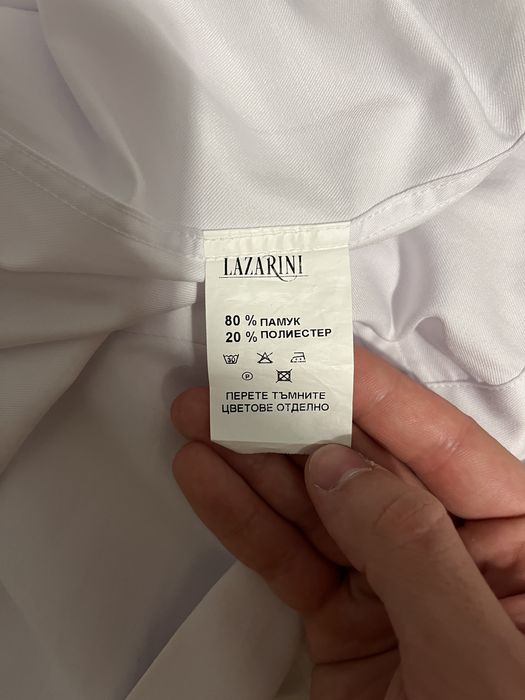 LAZARINI
80 % ПАМУК
20 % ПОЛИЕСТЕР
ПЕРЕТЕ ТЪМНИТЕ
ЦВЕТОВЕ ОТДЕЛНО